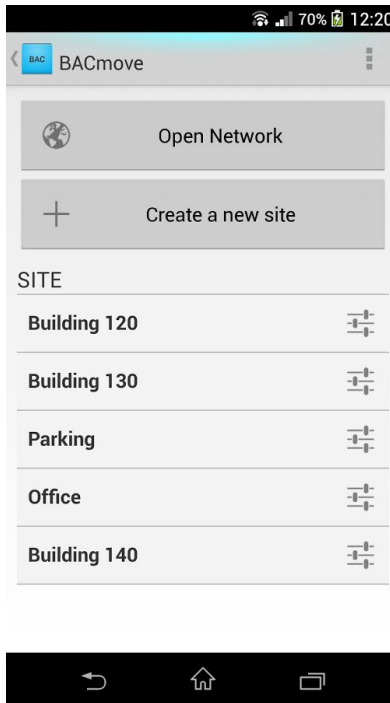 70% 12:20
BAC BACmove
Open Network
Create a new site
SITE
Building 120
Building 130
Parking
Office
Building 140